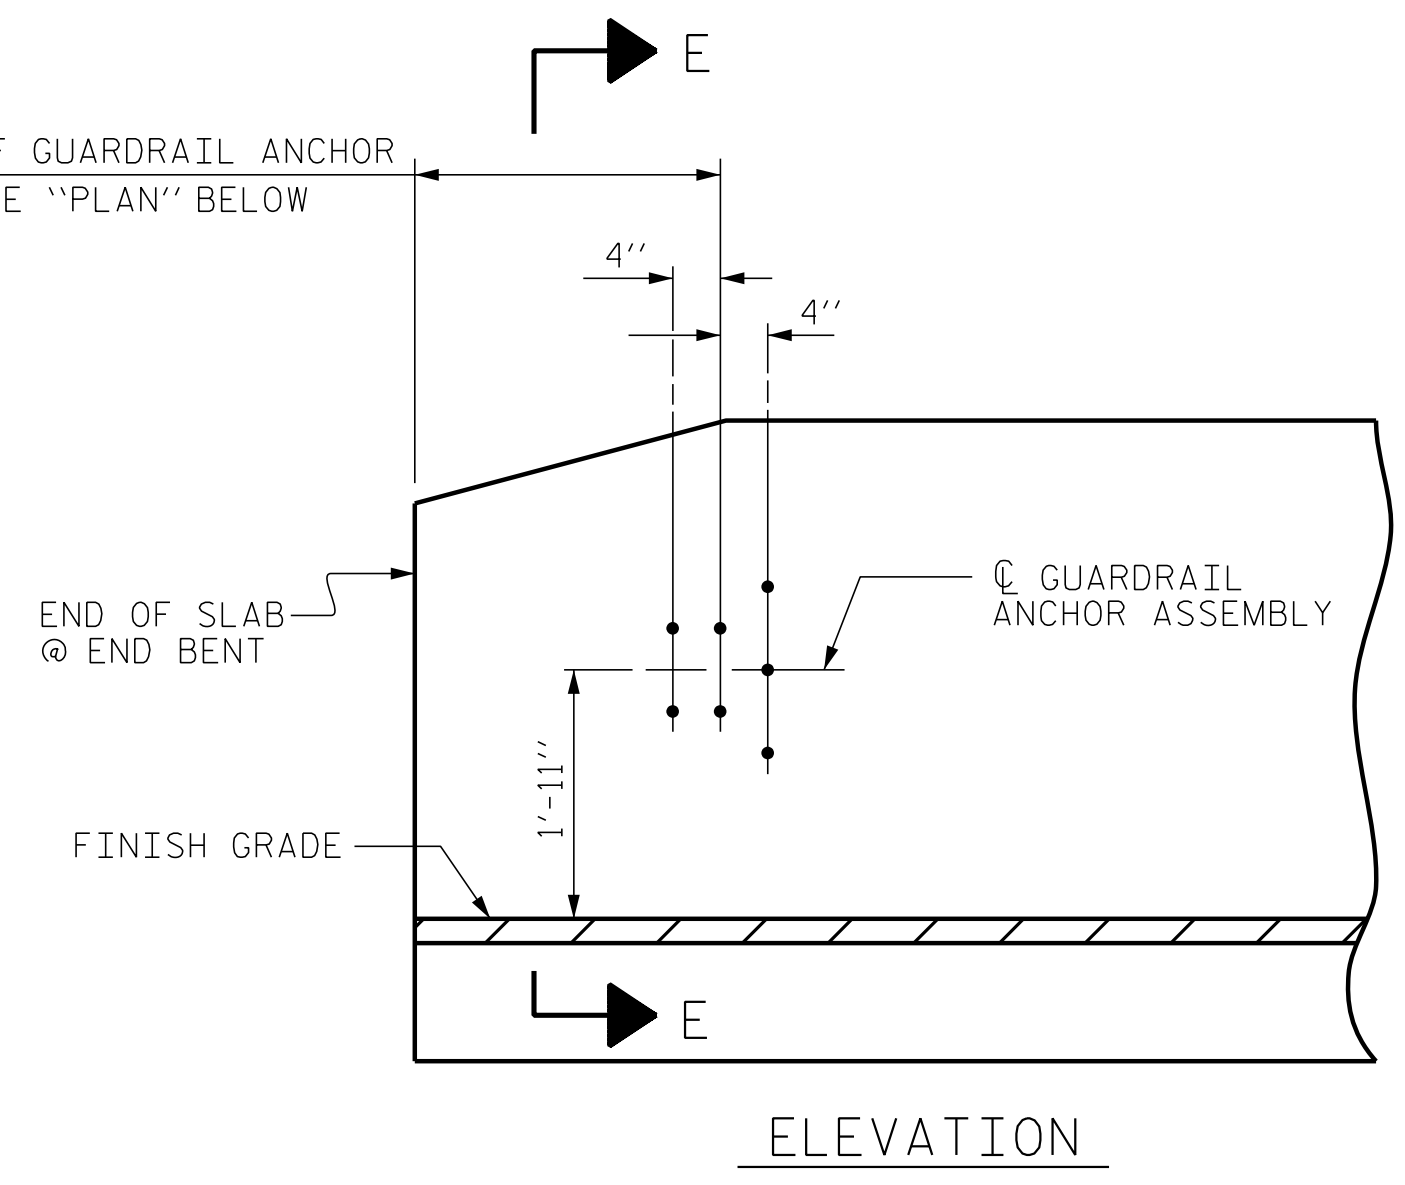 E
GUARDRAIL ANCHOR
"PLAN" BELOW
4"
4"
℄ GUARDRAIL
ANCHOR ASSEMBLY
END OF SLAB
@ END BENT
1'-11"
FINISH GRADE
E
ELEVATION